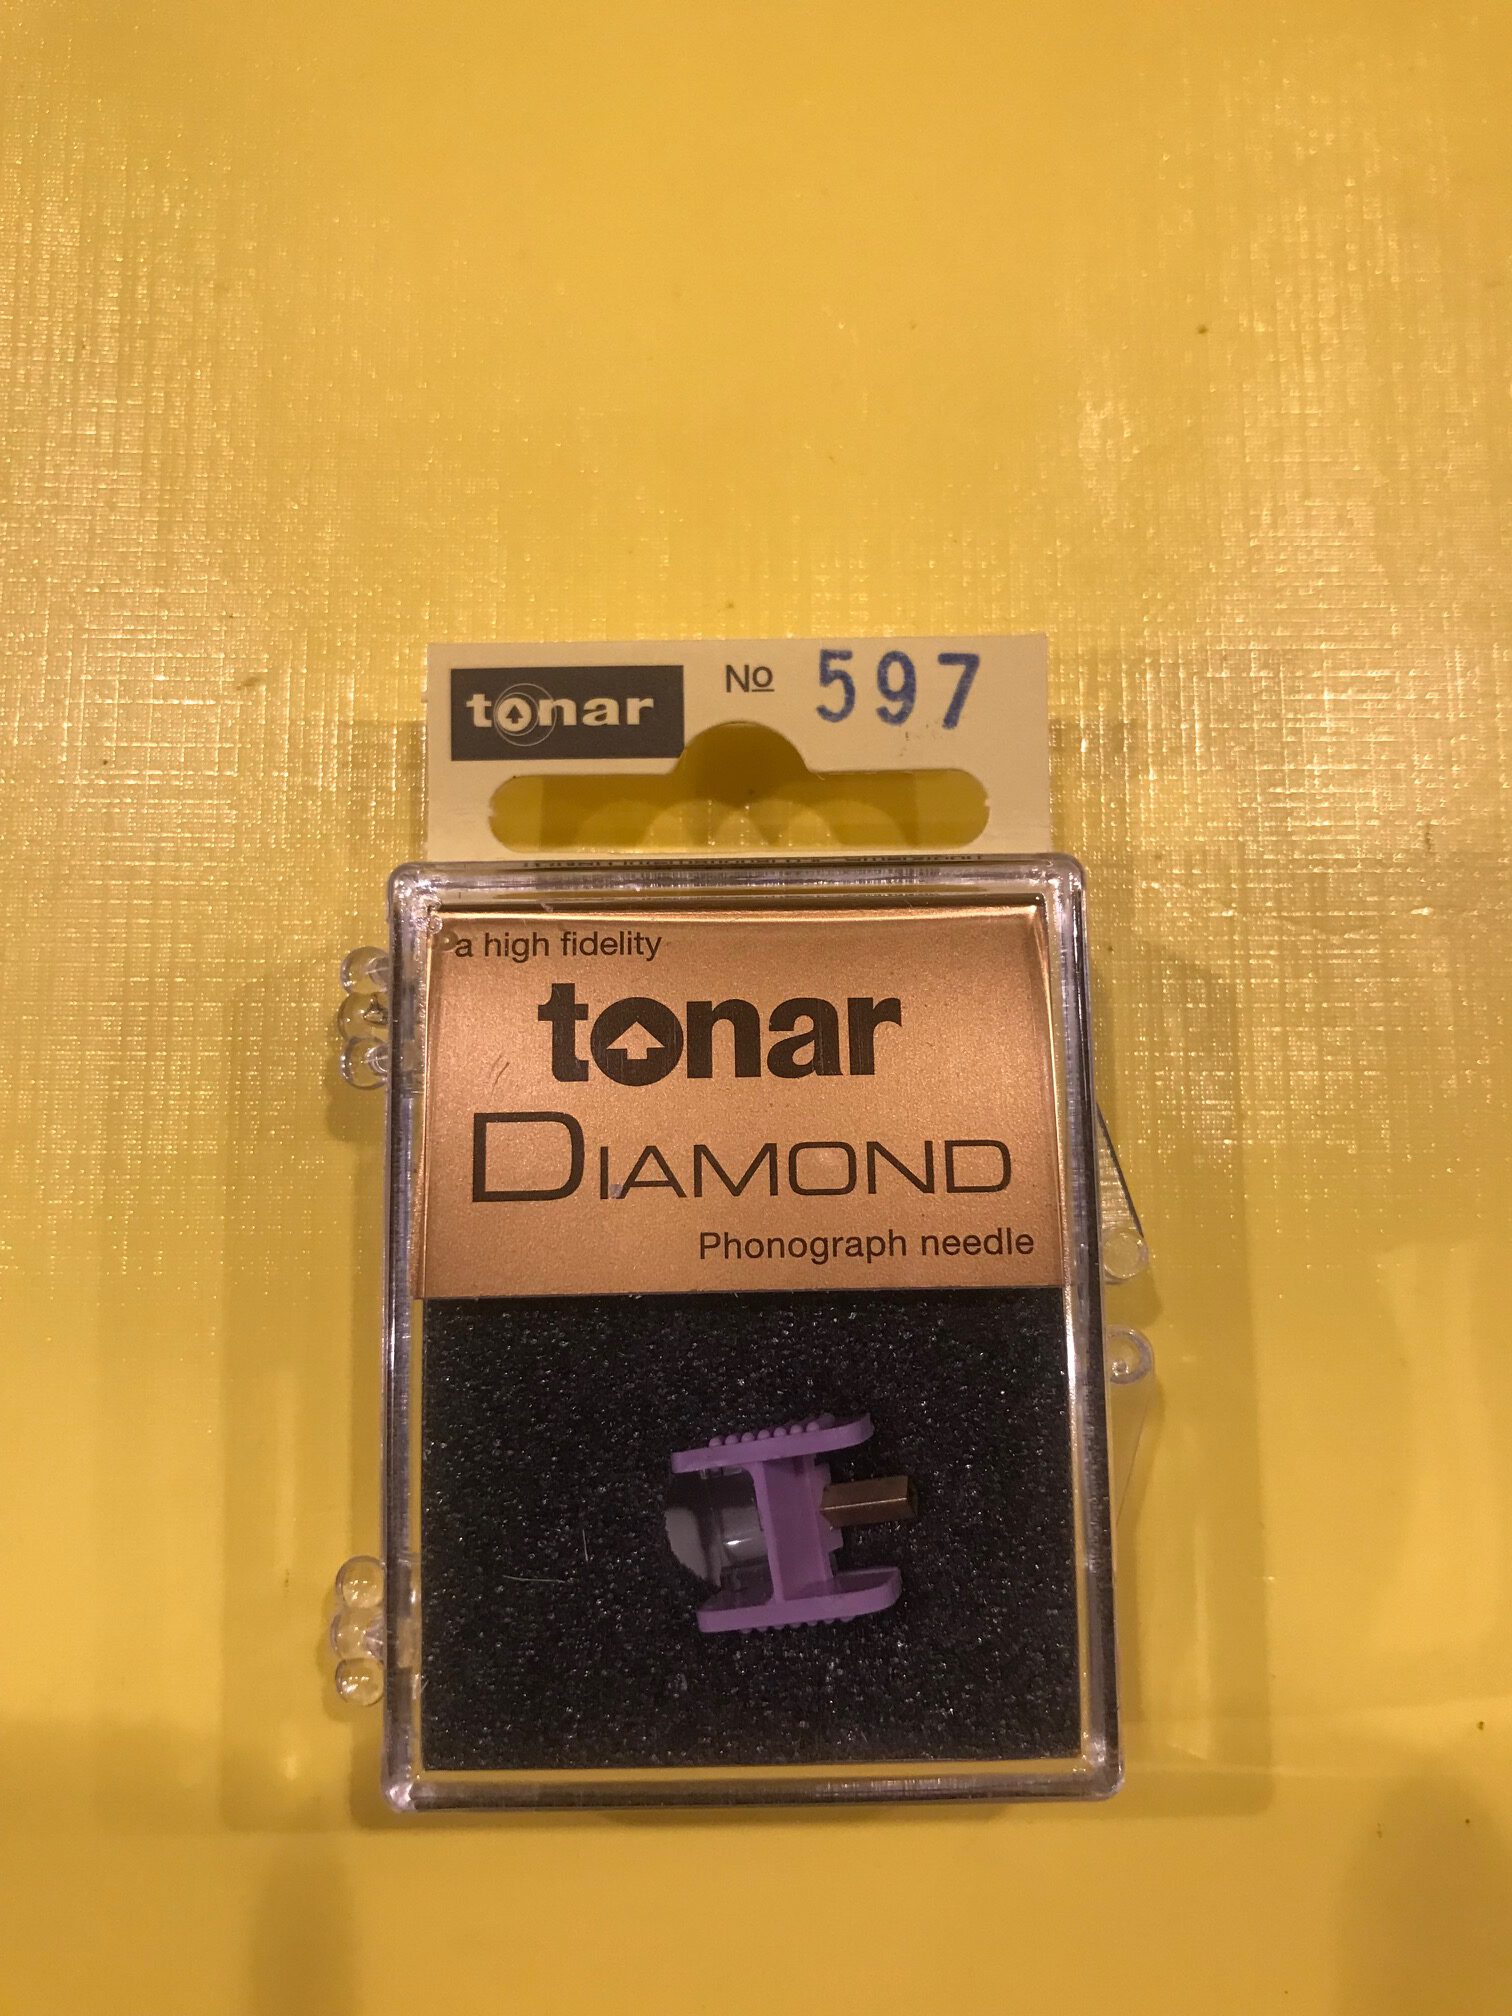 tonar No 597
a high fidelity
tonar
DIAMOND
Phonograph needle